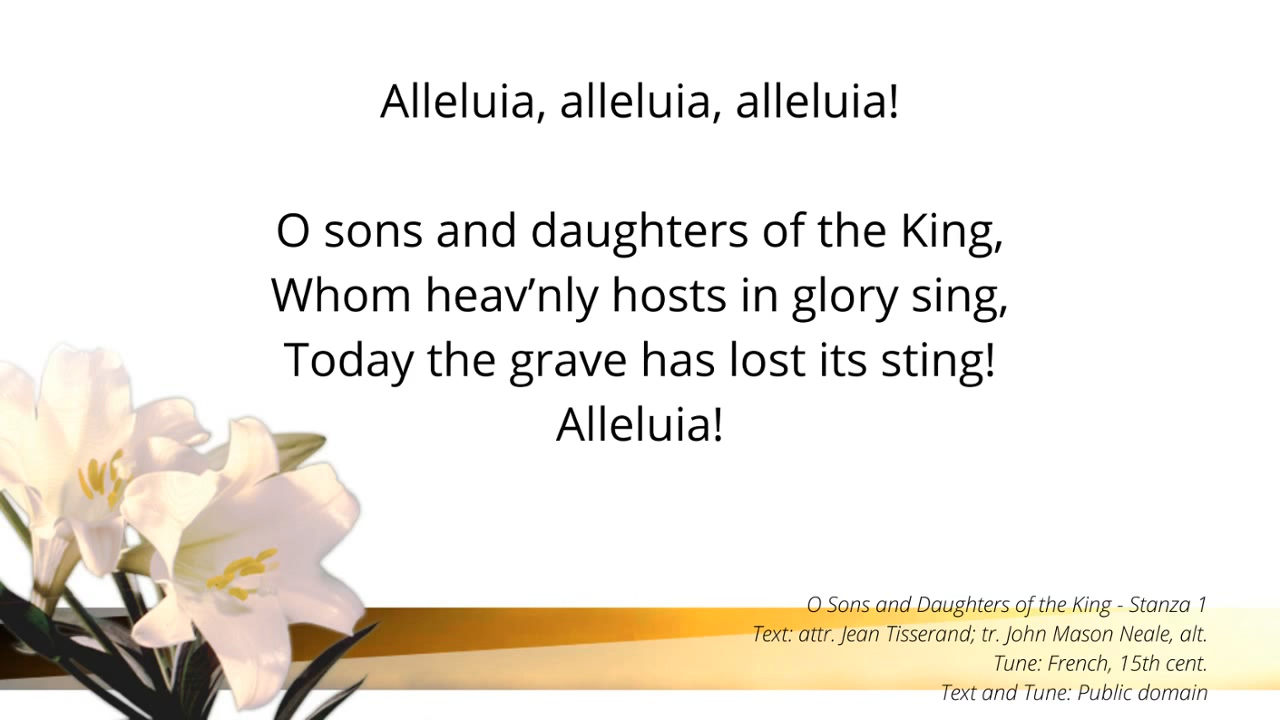 Alleluia, alleluia, alleluia!
O sons and daughters of the King,
Whom heav’nly hosts in glory sing,
Today the grave has lost its sting!
Alleluia!
O Sons and Daughters of the King - Stanza 1
Text: attr. Jean Tisserand; tr. John Mason Neale, alt.
Tune: French, 15th cent.
Text and Tune: Public domain